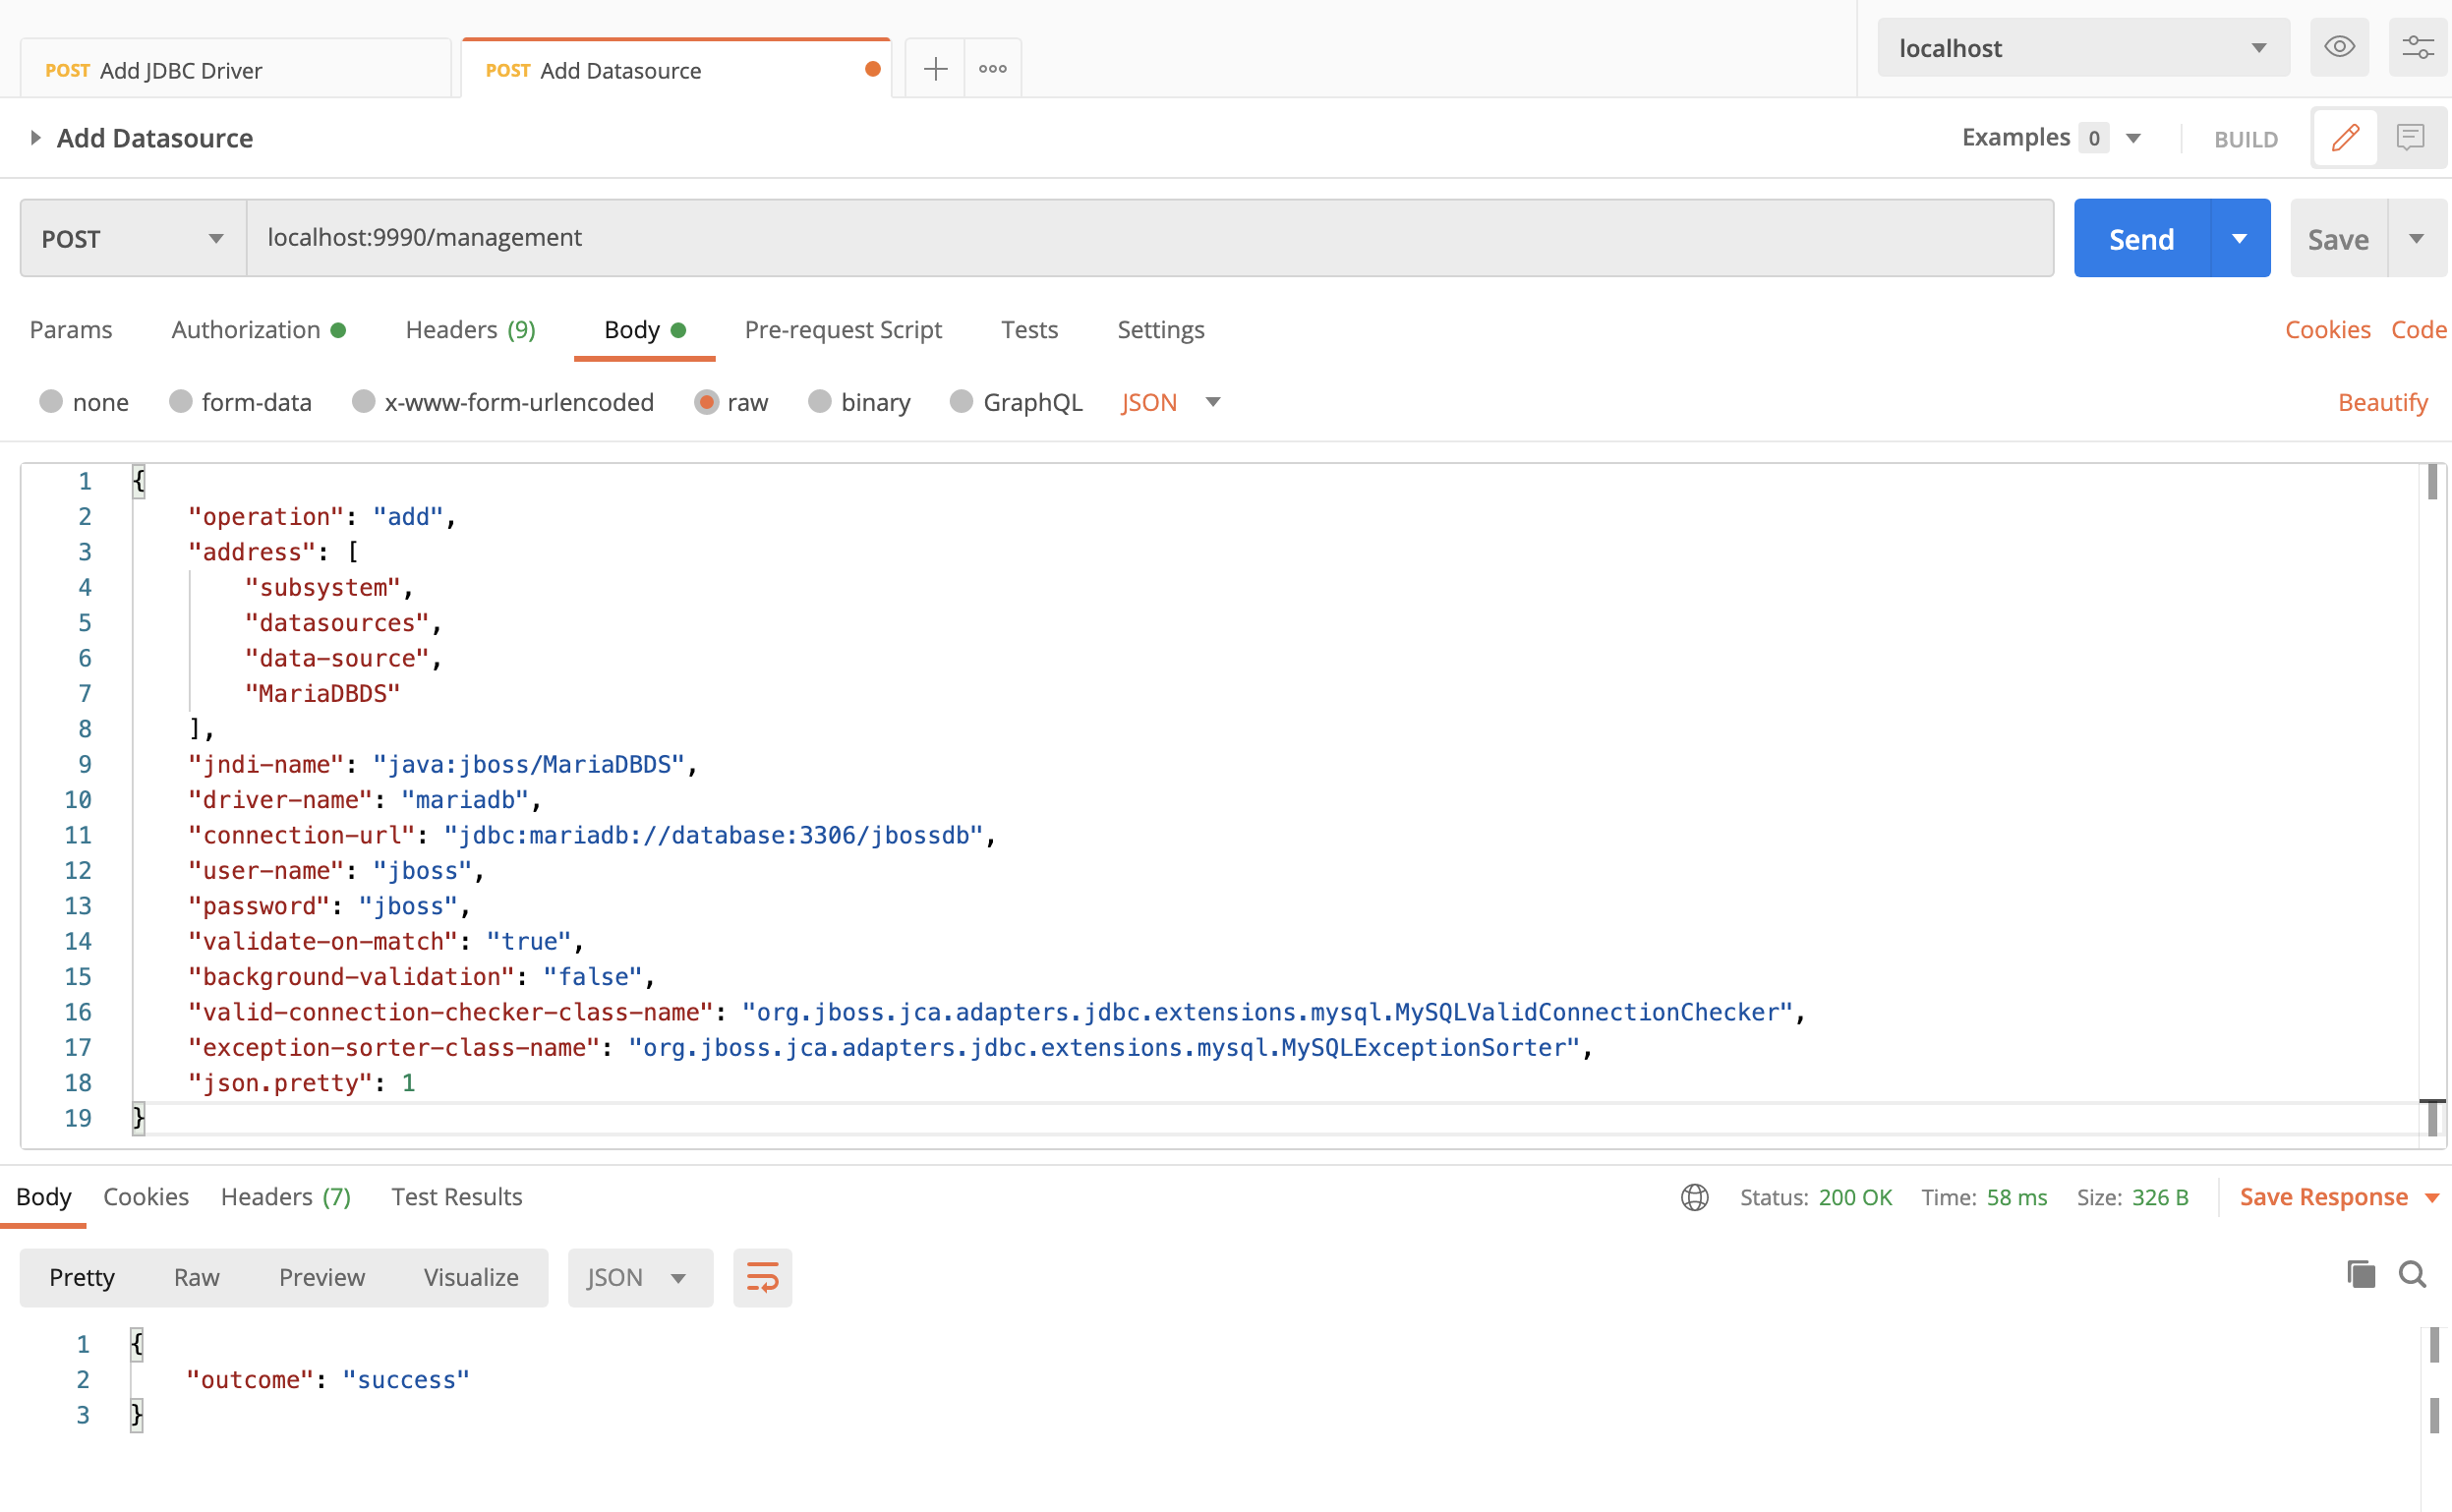 POST Add JDBC Driver
POST Add Datasource
localhost
Add Datasource
Examples 0
BUILD
POST
localhost:9990/management
Send
Save
Params Authorization Headers (9) Body Pre-request Script Tests Settings Cookies Code
none form-data x-www-form-urlencoded raw binary GraphQL JSON Beautify
1 {
2 "operation": "add",
3 "address": [
4 "subsystem",
5 "datasources",
6 "data-source",
7 "MariaDBDS"
8 ],
9 "jndi-name": "java:jboss/MariaDBDS",
10 "driver-name": "mariadb",
11 "connection-url": "jdbc:mariadb://database:3306/jbossdb",
12 "user-name": "jboss",
13 "password": "jboss",
14 "validate-on-match": "true",
15 "background-validation": "false",
16 "valid-connection-checker-class-name": "org.jboss.jca.adapters.jdbc.extensions.mysql.MySQLValidConnectionChecker",
17 "exception-sorter-class-name": "org.jboss.jca.adapters.jdbc.extensions.mysql.MySQLExceptionSorter",
18 "json.pretty": 1
19 }
Body Cookies Headers (7) Test Results Status: 200 OK Time: 58 ms Size: 326 B Save Response
Pretty Raw Preview Visualize JSON
1 {
2 "outcome": "success"
3 }